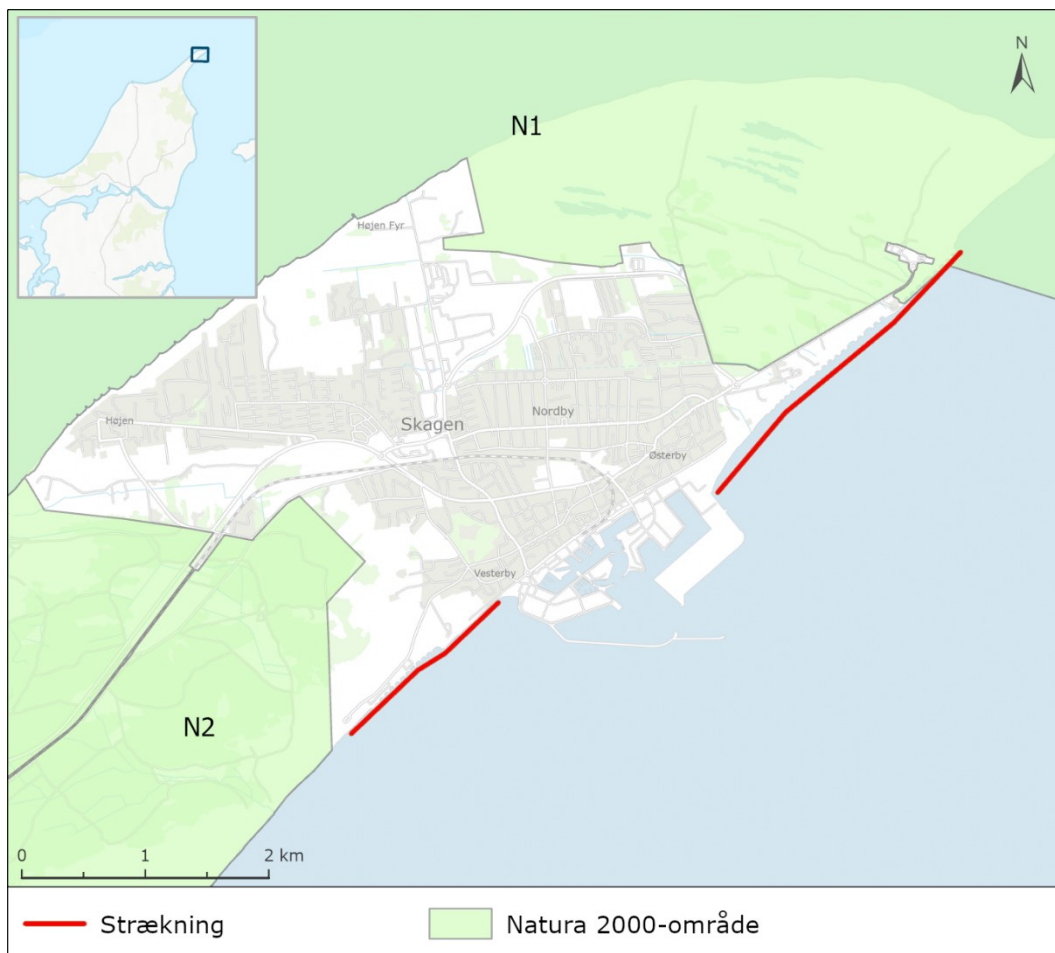 N
N1
Højen Fyr
Højen
Skagen
Nordby
Østerby
Vesterby
N2
0 1 2 km
Strækning
Natura 2000-område